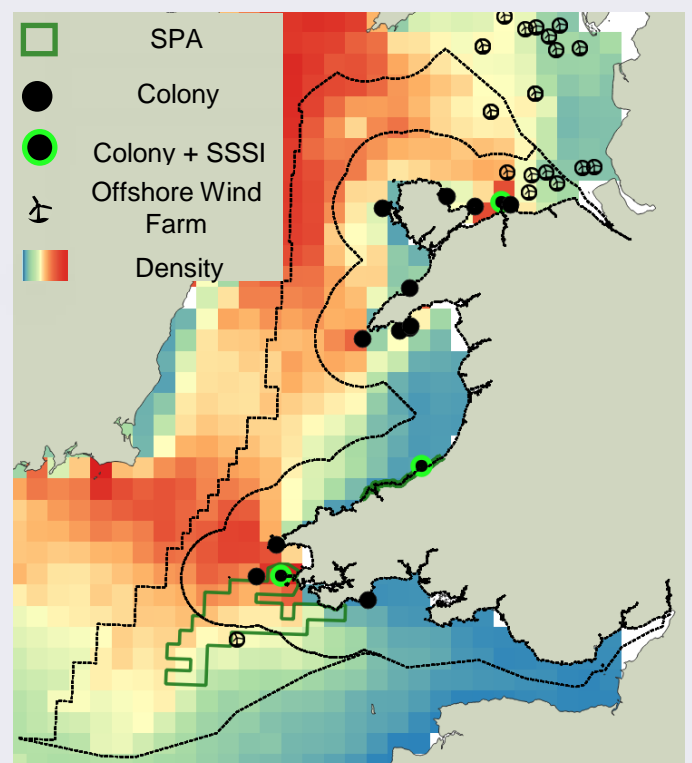 SPA
Colony
Colony + SSSI
Offshore Wind
Farm
Density